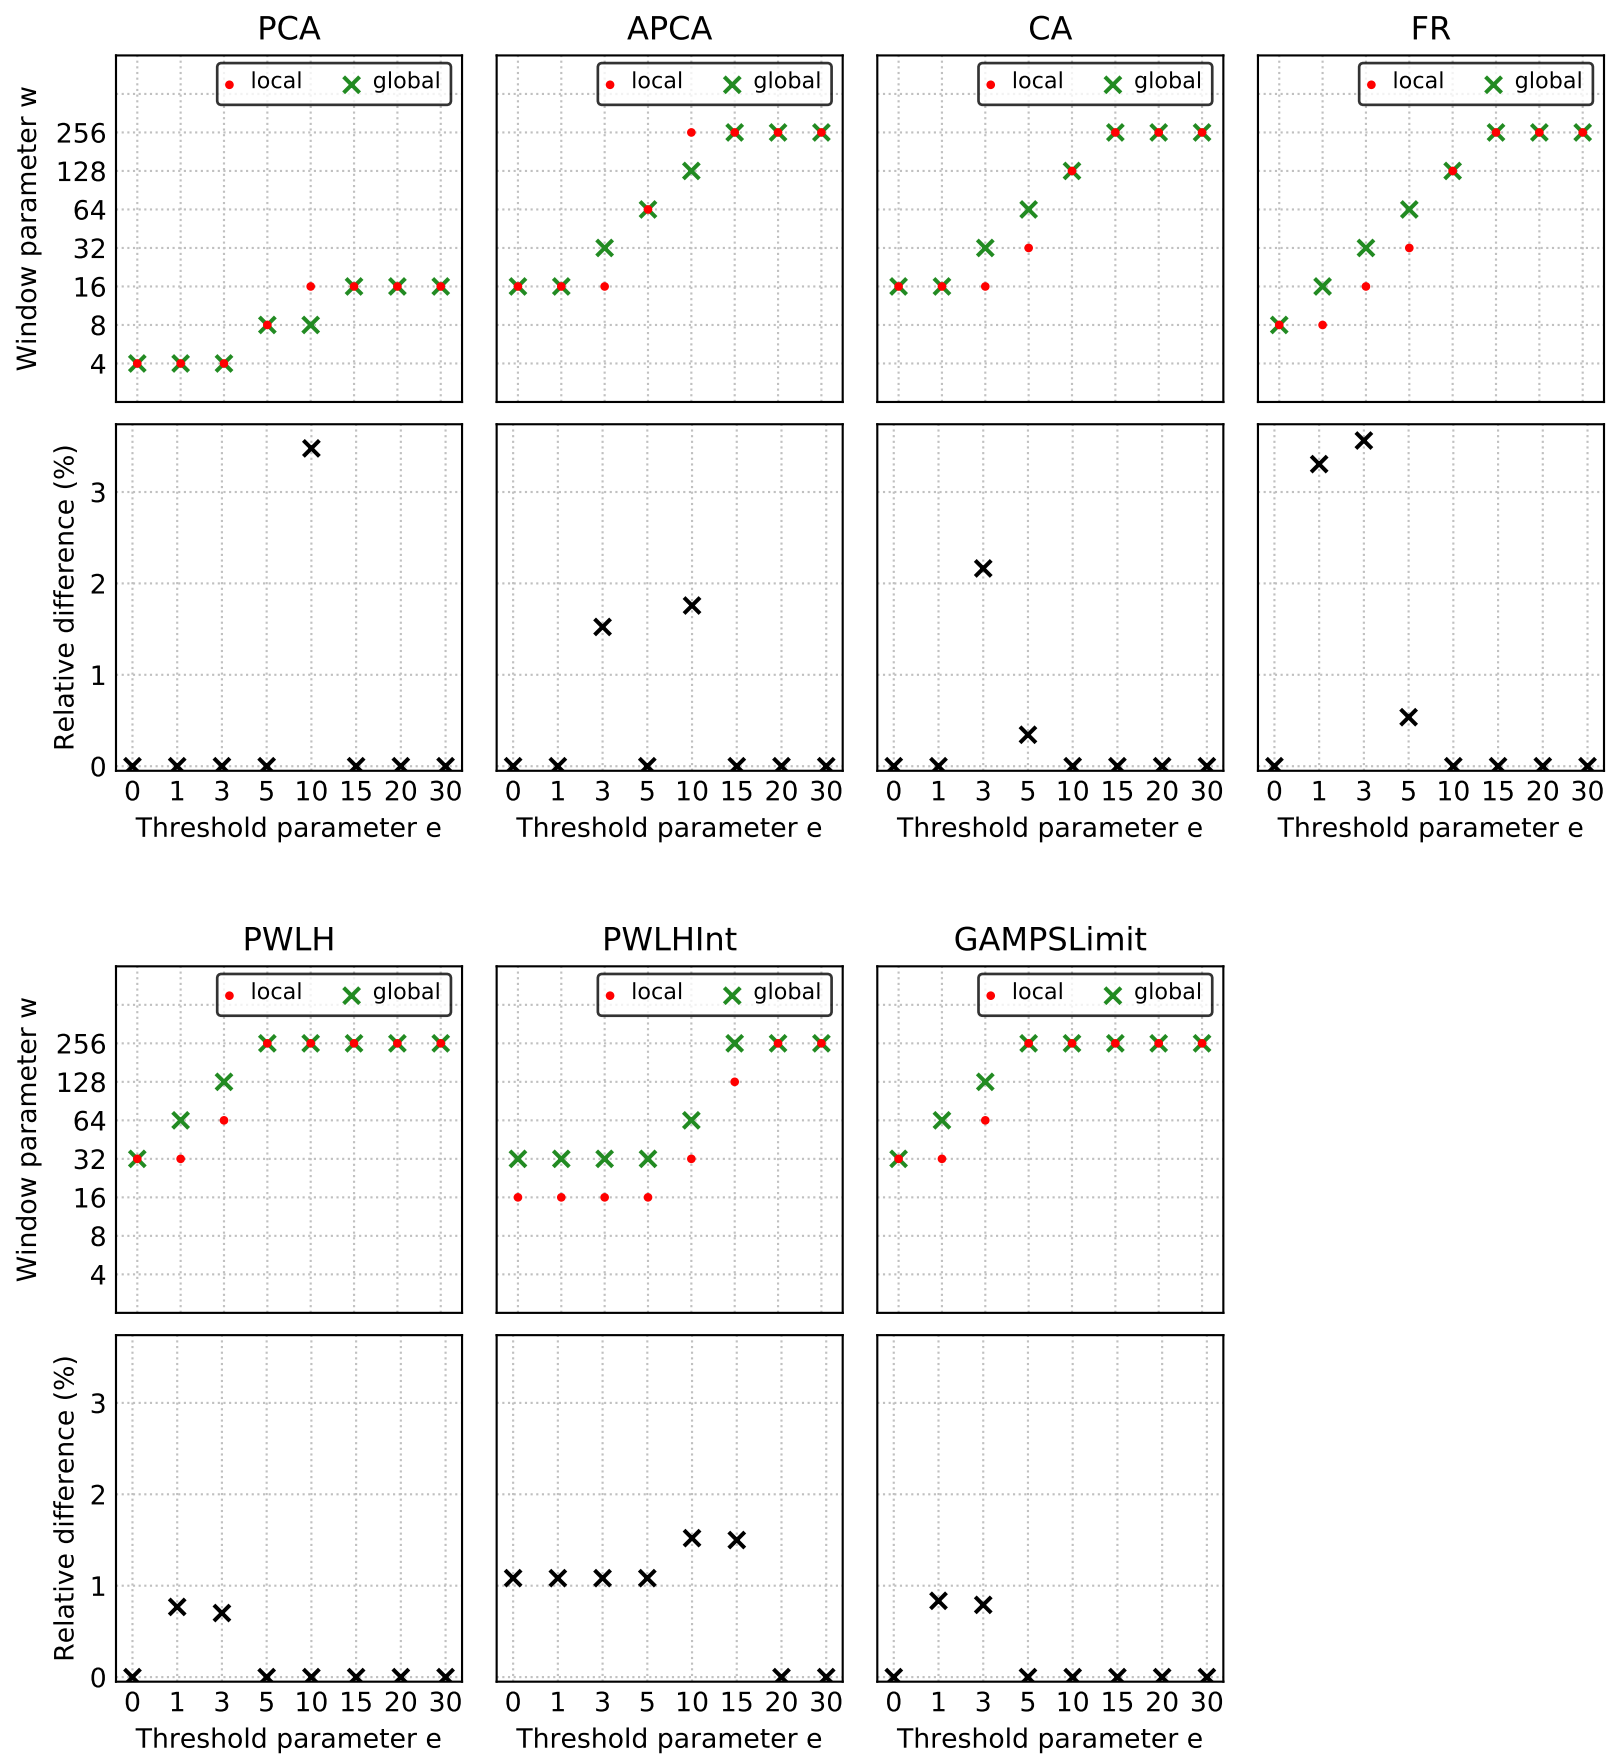 PCA APCA CA FR
local global local global local global local global
Window parameter w
256
128
64
32
16
8
4
Relative difference (%)
3
2
1
0
0 1 3 5 10 15 20 30 0 1 3 5 10 15 20 30 0 1 3 5 10 15 20 30 0 1 3 5 10 15 20 30
Threshold parameter e Threshold parameter e Threshold parameter e Threshold parameter e
PWLH PWLHInt GAMPSLimit
local global local global local global
Window parameter w
256
128
64
32
16
8
4
Relative difference (%)
3
2
1
0
0 1 3 5 10 15 20 30 0 1 3 5 10 15 20 30 0 1 3 5 10 15 20 30
Threshold parameter e Threshold parameter e Threshold parameter e